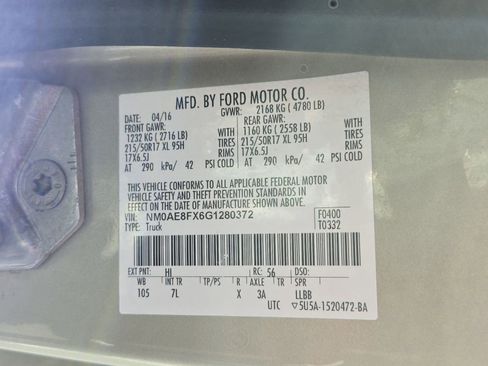 MFD. BY FORD MOTOR CO.
DATE: 04/16 GVWR: 2168 KG ( 4780 LB)
FRONT GAWR: REAR GAWR:
1232 KG ( 2716 LB) WITH 1160 KG ( 2558 LB) WITH
215/50R17 XL 95H TIRES 215/50R17 XL 95H TIRES
17X6.5J RIMS 17X6.5J RIMS
AT 290 kPa/ 42 PSI COLD AT 290 kPa/ 42 PSI COLD
THIS VEHICLE CONFORMS TO ALL APPLICABLE FEDERAL MOTOR
VEHICLE SAFETY AND THEFT PREVENTION STANDARDS IN
EFFECT ON THE DATE OF MANUFACTURE SHOWN ABOVE.
VIN: NM0AE8FX6G1280372 F0400
TYPE: Truck T0332
EXT PNT: HI RC: 56 DSO:
WB INT TR TP/PS R AXLE TR SPR
105 7L X 3A LLBB
UTC ▽5U5A-1520472-BA